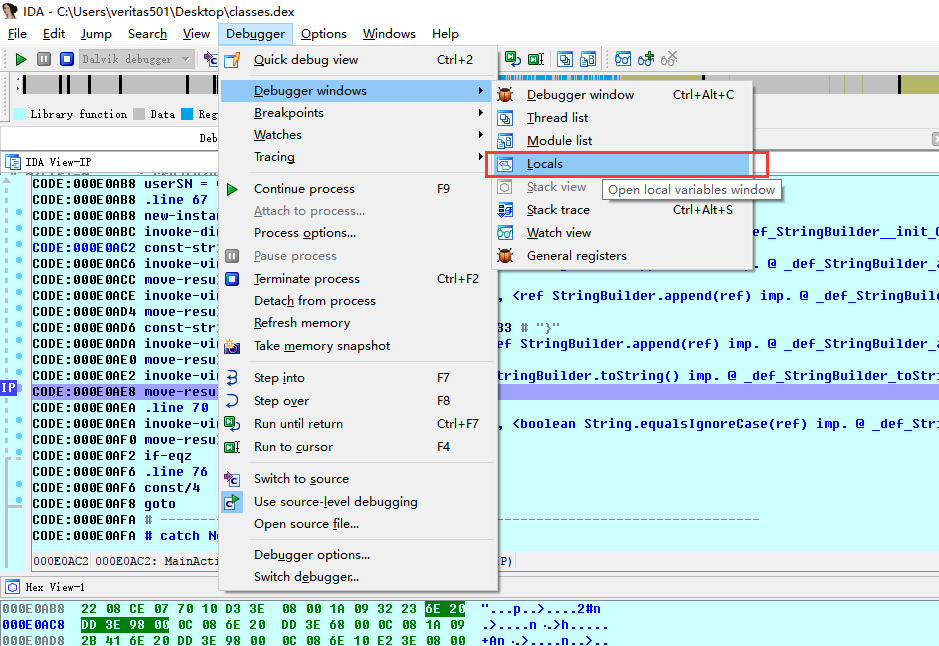 IDA - C:\Users\veritas501\Desktop\classes.dex
File Edit Jump Search View Debugger Options Windows Help
Dalvik debugger
Quick debug view Ctrl+2
Library function Data Reg
Debugger windows
Debugger window Ctrl+Alt+C
Breakpoints
Thread list
Deb
Watches
Module list
IDA View-IP
Tracing
Locals
CODE:000E0AB8 userSN =
Continue process F9
Stack view
Open local variables window
CODE:000E0AB8 .line 67
Attach to process...
Stack trace Ctrl+Alt+S
CODE:000E0AB8 new-instan
Process options...
Watch view
CODE:000E0ABC invoke-dir
ef_StringBuilder__init_
CODE:000E0AC2 const-stri
Pause process
General registers
CODE:000E0AC6 invoke-vir
. @ _def_StringBuilder_a
CODE:000E0ACC move-resul
Terminate process Ctrl+F2
CODE:000E0ACE invoke-vir
, <ref StringBuilder.append(ref) imp. @ _def_StringBuil
CODE:000E0AD4 move-resul
Detach from process
CODE:000E0AD6 const-stri
Refresh memory
33 # "}"
CODE:000E0ADA invoke-vir
Take memory snapshot
ef StringBuilder.append(ref) imp. @ _def_StringBuilder_a
CODE:000E0AE0 move-resul
CODE:000E0AE2 invoke-vir
Step into F7
tringBuilder.toString() imp. @ _def_StringBuilder_toStri
IP
CODE:000E0AE8 move-resul
Step over F8
CODE:000E0AEA .line 70
CODE:000E0AEA invoke-vir
Run until return Ctrl+F7
, <boolean String.equalsIgnoreCase(ref) imp. @ _def_Stri
CODE:000E0AF0 move-resul
Run to cursor F4
CODE:000E0AF2 if-eqz
CODE:000E0AF6 .line 76
Switch to source
CODE:000E0AF6 const/4
CODE:000E0AF8 goto
Use source-level debugging
CODE:000E0AFA #
Open source file...
CODE:000E0AFA # catch
000E0AC2 000E0AC2: MainActi
Debugger options...
P)
Switch debugger...
Hex View-1
000E0AB8 22 08 CE 07 70 10 D3 3E 08 00 1A 09 32 23 6E 20 "...p..>....2#n
000E0AC8 DD 3E 98 00 0C 08 6E 20 DD 3E 68 00 0C 08 1A 09 .>....n .>h.....
000E0AD8 2B 41 6E 20 DD 3E 98 00 0C 08 6E 10 E2 3E 08 00 +An .>....n..>..